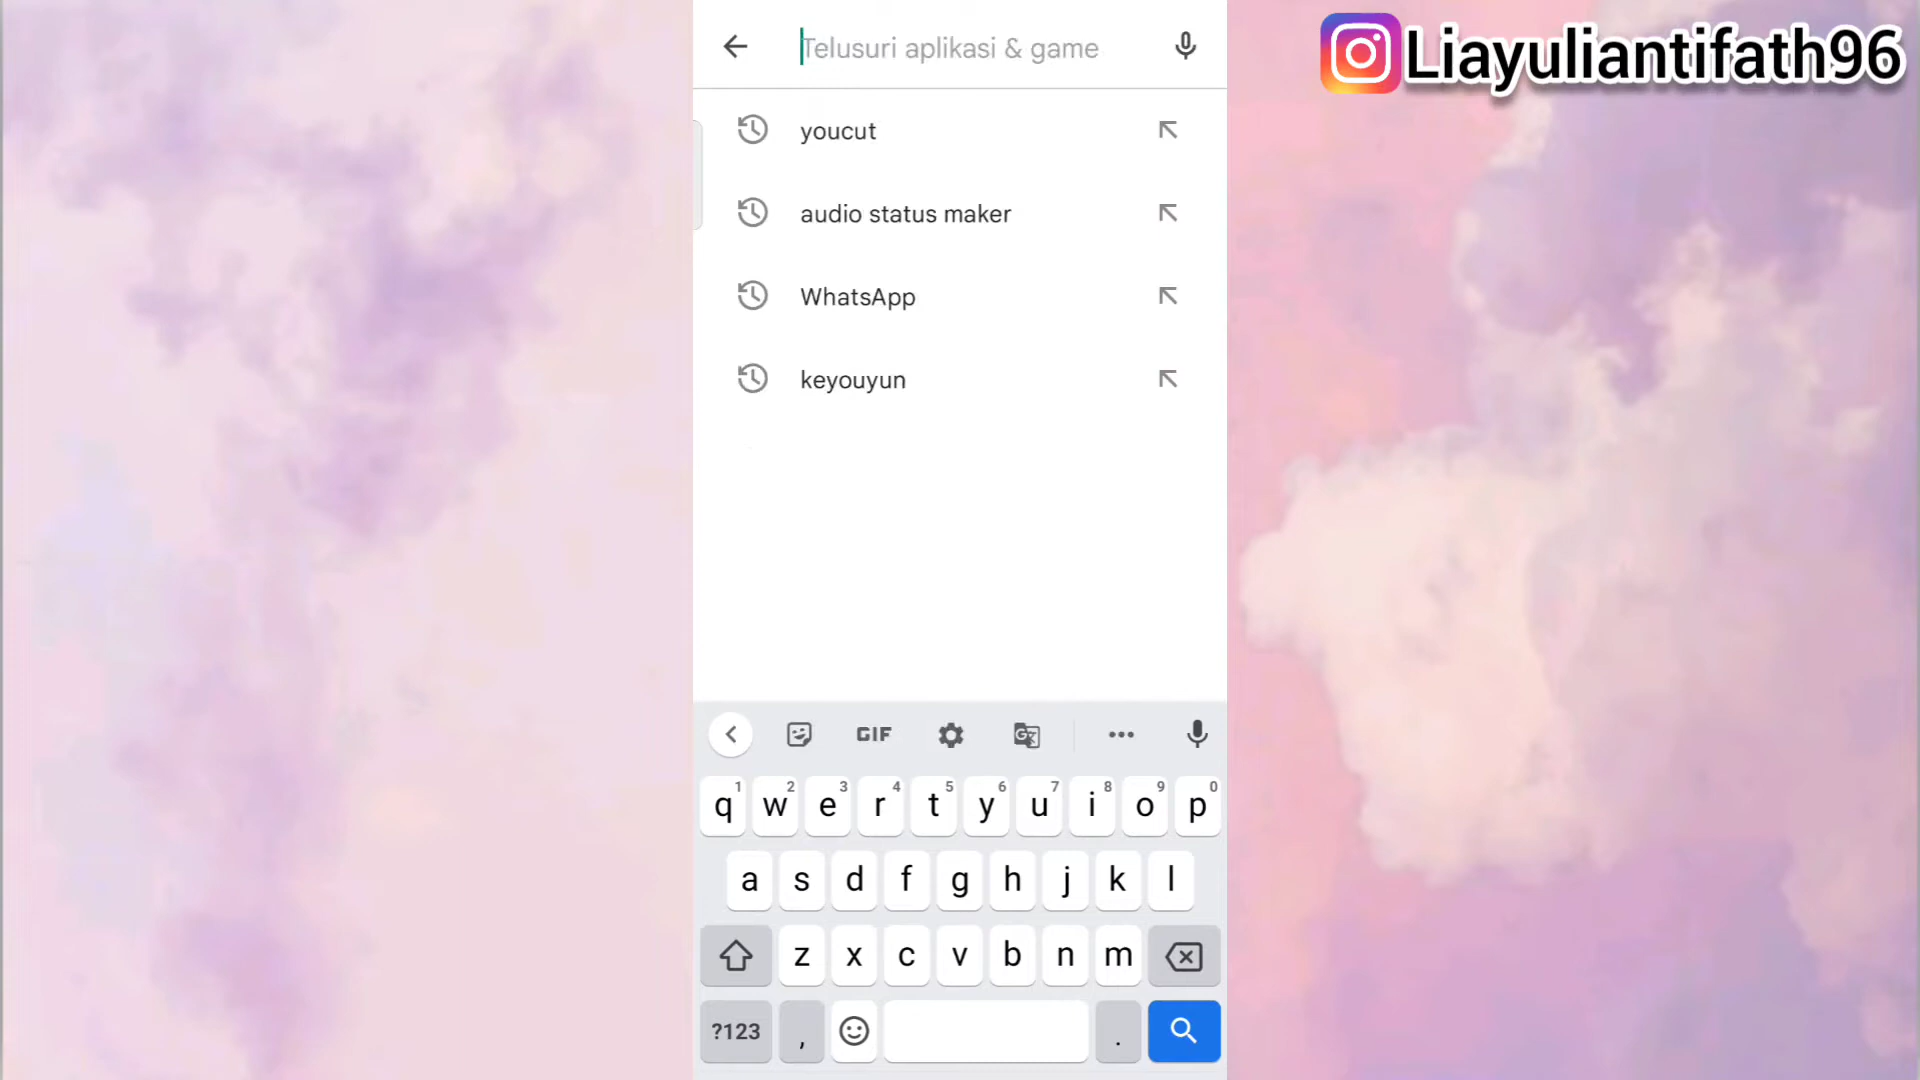 Telusuri aplikasi & game
Liayuliantifath96
youcut
audio status maker
WhatsApp
keyouyun
GIF
1 2 3 4 5 6 7 8 9 0
q w e r t y u i o p
a s d f g h j k l
z x c v b n m
?123 , .